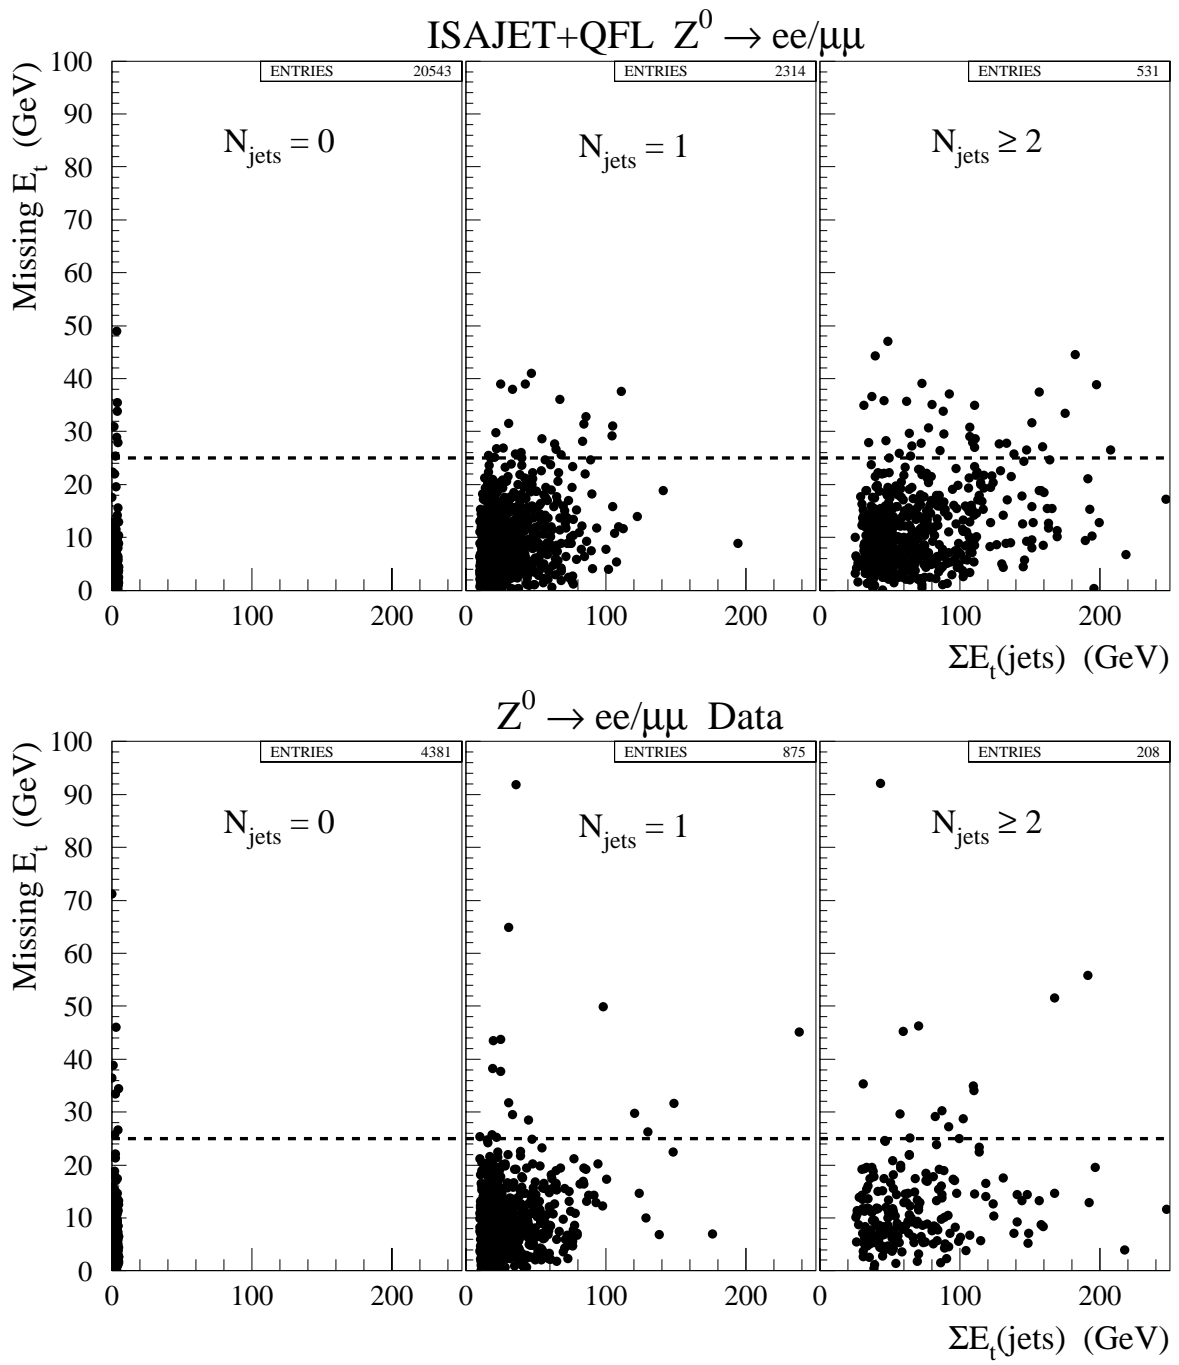 ISAJET+QFL Z⁰ → ee/μμ
Missing E_t (GeV)
ENTRIES 20543
ENTRIES 2314
ENTRIES 531
N_jets = 0
N_jets = 1
N_jets ≥ 2
100
90
80
70
60
50
40
30
20
10
0
0 100 200
0 100 200
0 100 200
ΣE_t(jets) (GeV)
Z⁰ → ee/μμ Data
Missing E_t (GeV)
ENTRIES 4381
ENTRIES 875
ENTRIES 208
N_jets = 0
N_jets = 1
N_jets ≥ 2
100
90
80
70
60
50
40
30
20
10
0
0 100 200
0 100 200
0 100 200
ΣE_t(jets) (GeV)